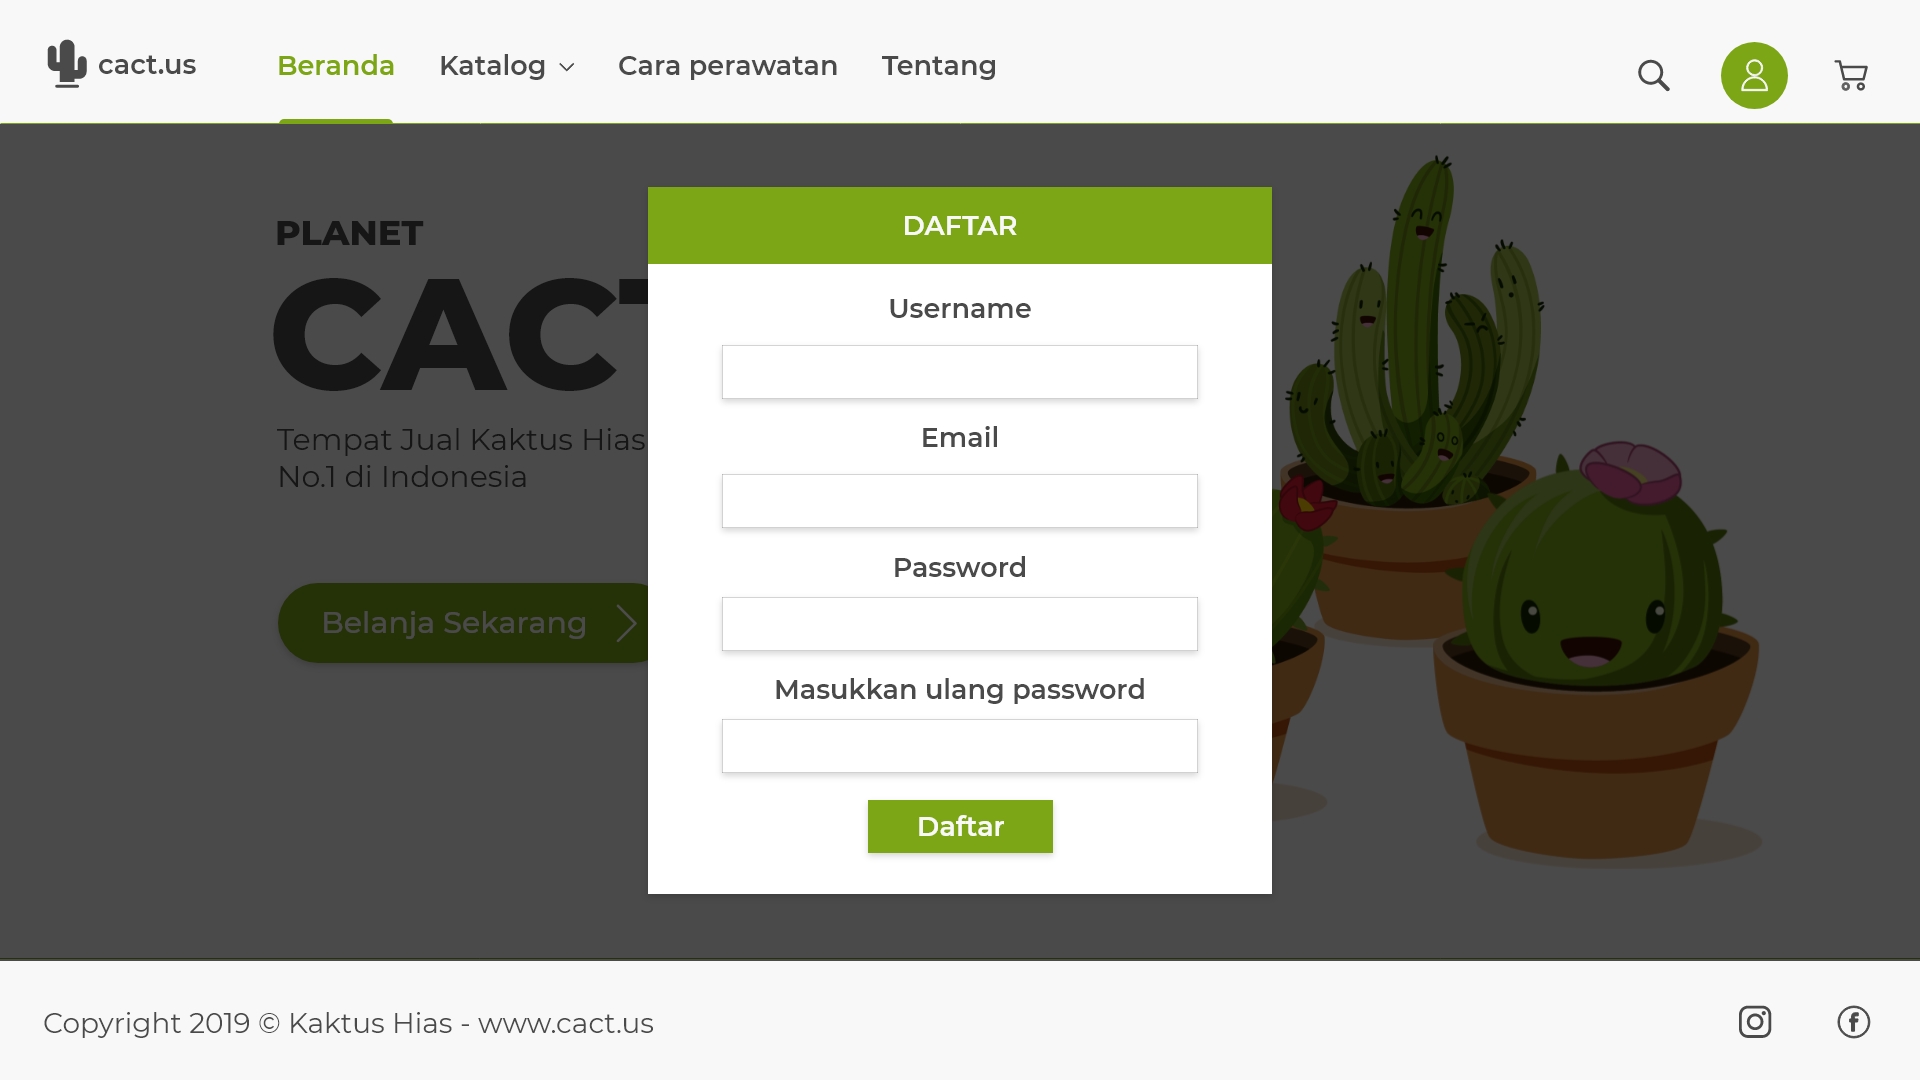 cact.us
Beranda
Katalog
Cara perawatan
Tentang
PLANET
CACT
Tempat Jual Kaktus Hias
No.1 di Indonesia
Belanja Sekarang
DAFTAR
Username
Email
Password
Masukkan ulang password
Daftar
Copyright 2019 © Kaktus Hias - www.cact.us